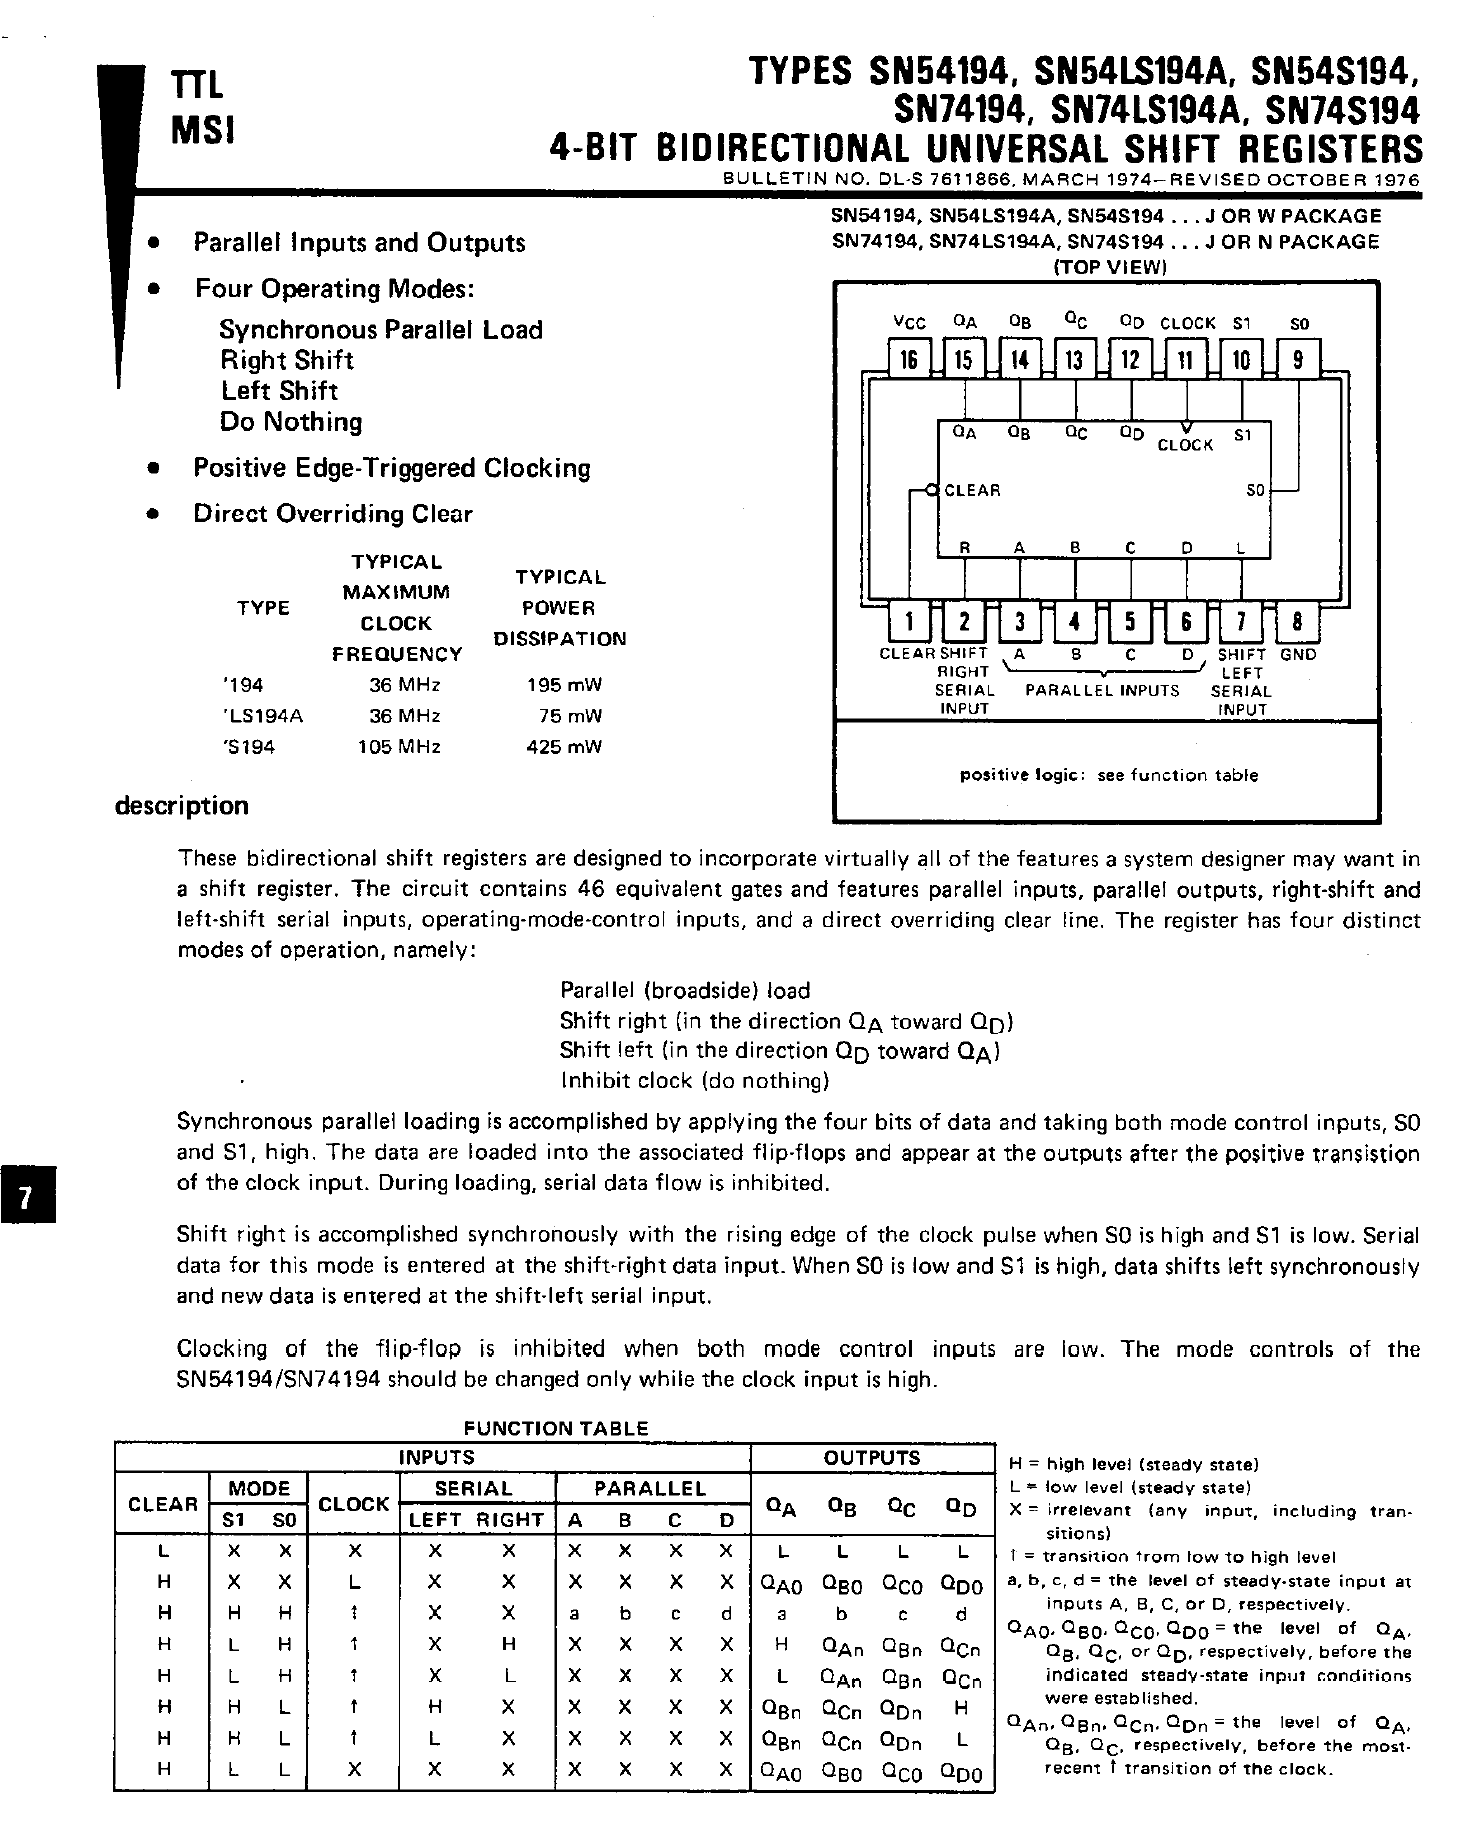 TTL
MSI
TYPES SN54194, SN54LS194A, SN54S194,
SN74194, SN74LS194A, SN74S194
4-BIT BIDIRECTIONAL UNIVERSAL SHIFT REGISTERS
BULLETIN NO. DL-S 7611866, MARCH 1974–REVISED OCTOBER 1976
• Parallel Inputs and Outputs
• Four Operating Modes:
Synchronous Parallel Load
Right Shift
Left Shift
Do Nothing
• Positive Edge-Triggered Clocking
• Direct Overriding Clear
TYPICAL
MAXIMUM
CLOCK
FREQUENCY
TYPICAL
POWER
DISSIPATION
TYPE
'194 36 MHz 195 mW
'LS194A 36 MHz 75 mW
'S194 105 MHz 425 mW
SN54194, SN54LS194A, SN54S194 . . . J OR W PACKAGE
SN74194, SN74LS194A, SN74S194 . . . J OR N PACKAGE
(TOP VIEW)
VCC QA QB QC QD CLOCK S1 S0
16 15 14 13 12 11 10 9
QA QB QC QD CLOCK S1
CLEAR S0
R A B C D L
1 2 3 4 5 6 7 8
CLEAR SHIFT RIGHT SERIAL INPUT A B C D SHIFT LEFT SERIAL INPUT GND
PARALLEL INPUTS
positive logic: see function table
description
These bidirectional shift registers are designed to incorporate virtually all of the features a system designer may want in
a shift register. The circuit contains 46 equivalent gates and features parallel inputs, parallel outputs, right-shift and
left-shift serial inputs, operating-mode-control inputs, and a direct overriding clear line. The register has four distinct
modes of operation, namely:
Parallel (broadside) load
Shift right (in the direction QA toward QD)
Shift left (in the direction QD toward QA)
Inhibit clock (do nothing)
Synchronous parallel loading is accomplished by applying the four bits of data and taking both mode control inputs, S0
and S1, high. The data are loaded into the associated flip-flops and appear at the outputs after the positive transistion
of the clock input. During loading, serial data flow is inhibited.
7
Shift right is accomplished synchronously with the rising edge of the clock pulse when S0 is high and S1 is low. Serial
data for this mode is entered at the shift-right data input. When S0 is low and S1 is high, data shifts left synchronously
and new data is entered at the shift-left serial input.
Clocking of the flip-flop is inhibited when both mode control inputs are low. The mode controls of the
SN54194/SN74194 should be changed only while the clock input is high.
FUNCTION TABLE
INPUTS OUTPUTS
CLEAR MODE CLOCK SERIAL PARALLEL QA QB QC QD
S1 S0 LEFT RIGHT A B C D
L X X X X X X X X X L L L L
H X X L X X X X X X QA0 QB0 QC0 QD0
H H H ↑ X X a b c d a b c d
H L H ↑ X H X X X X H QAn QBn QCn
H L H ↑ X L X X X X L QAn QBn QCn
H H L ↑ H X X X X X QBn QCn QDn H
H H L ↑ L X X X X X QBn QCn QDn L
H L L X X X X X X X QA0 QB0 QC0 QD0
H = high level (steady state)
L = low level (steady state)
X = irrelevant (any input, including tran-
sitions)
↑ = transition from low to high level
a, b, c, d = the level of steady-state input at
inputs A, B, C, or D, respectively.
QA0, QB0, QC0, QD0 = the level of QA,
QB, QC, or QD, respectively, before the
indicated steady-state input conditions
were established.
QAn, QBn, QCn, QDn = the level of QA,
QB, QC, respectively, before the most-
recent ↑ transition of the clock.